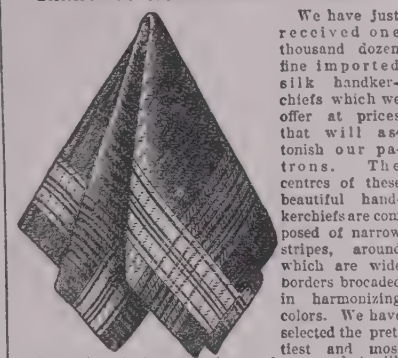 We have just
received one
thousand dozen
fine imported
silk handker-
chiefs which we
offer at prices
that will as-
tonish our pa-
trons. The
centres of these
beautiful hand-
kerchiefs are com
posed of narrow
stripes, around
which are wide
borders brocaded
in harmonizing
colors. We have
selected the pret
tiest and mos